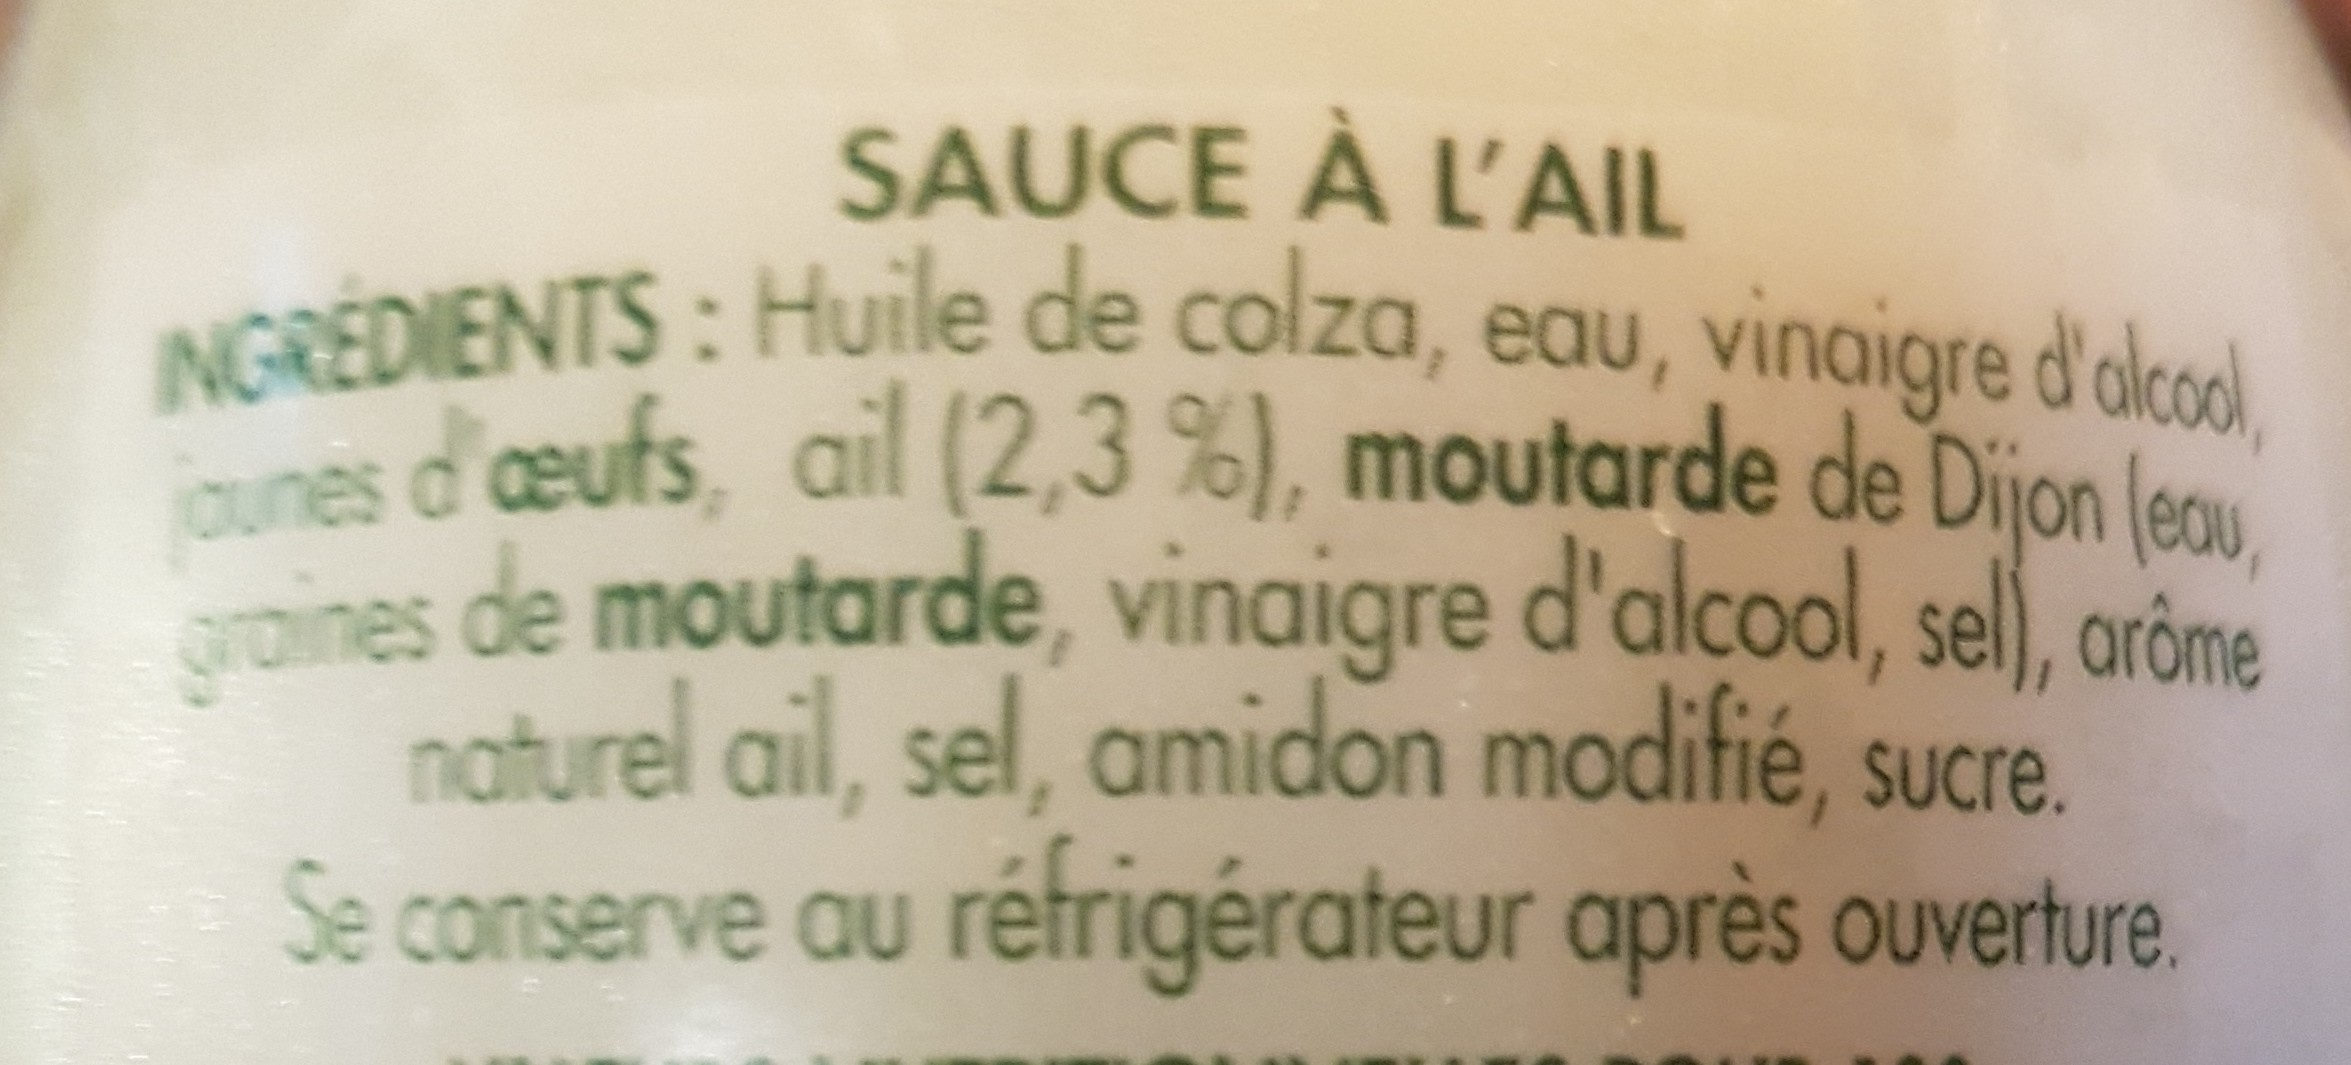 SAUCE À L'AIL
INGRÉDIENTS : Huile de colza, eau, vinaigre d'alcool,
jaunes d'œufs, ail (2,3 %), moutarde de Dijon (eau,
graines de moutarde, vinaigre d'alcool, sel), arôme
naturel ail, sel, amidon modifié, sucre.
Se conserve au réfrigérateur après ouverture.